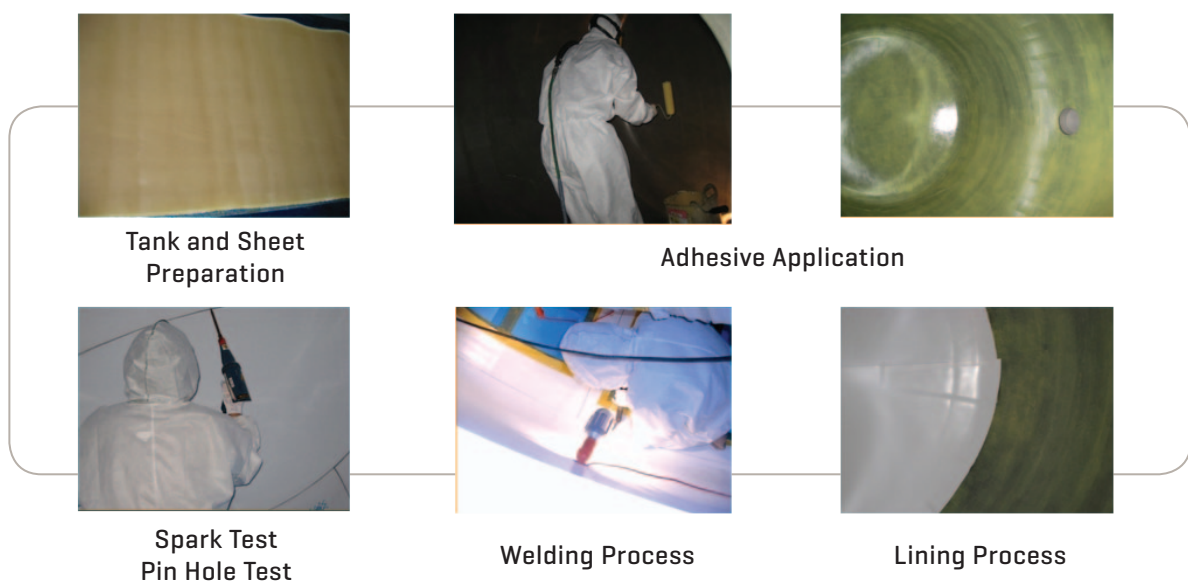 Tank and Sheet
Preparation
Adhesive Application
Spark Test
Pin Hole Test
Welding Process
Lining Process